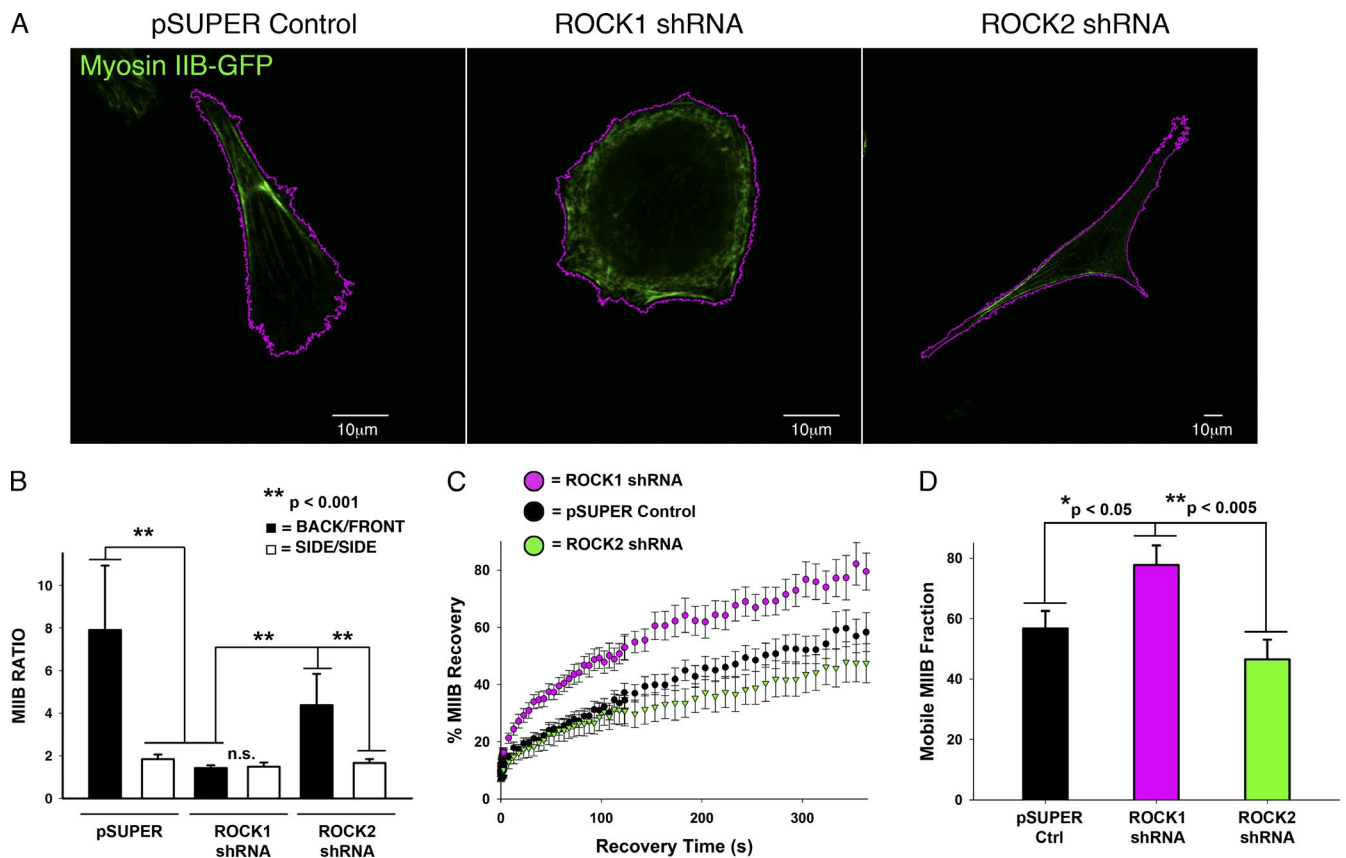 A
pSUPER Control
ROCK1 shRNA
ROCK2 shRNA
Myosin IIB-GFP
10μm
10μm
10μm
B
** p < 0.001
= BACK/FRONT
= SIDE/SIDE
**
**
**
n.s.
MIIB RATIO
10
8
6
4
2
0
pSUPER
ROCK1
shRNA
ROCK2
shRNA
C
= ROCK1 shRNA
= pSUPER Control
= ROCK2 shRNA
% MIIB Recovery
80
60
40
20
0
0
100
200
300
Recovery Time (s)
D
* p < 0.05
** p < 0.005
Mobile MIIB Fraction
80
60
40
20
0
pSUPER
Ctrl
ROCK1
shRNA
ROCK2
shRNA